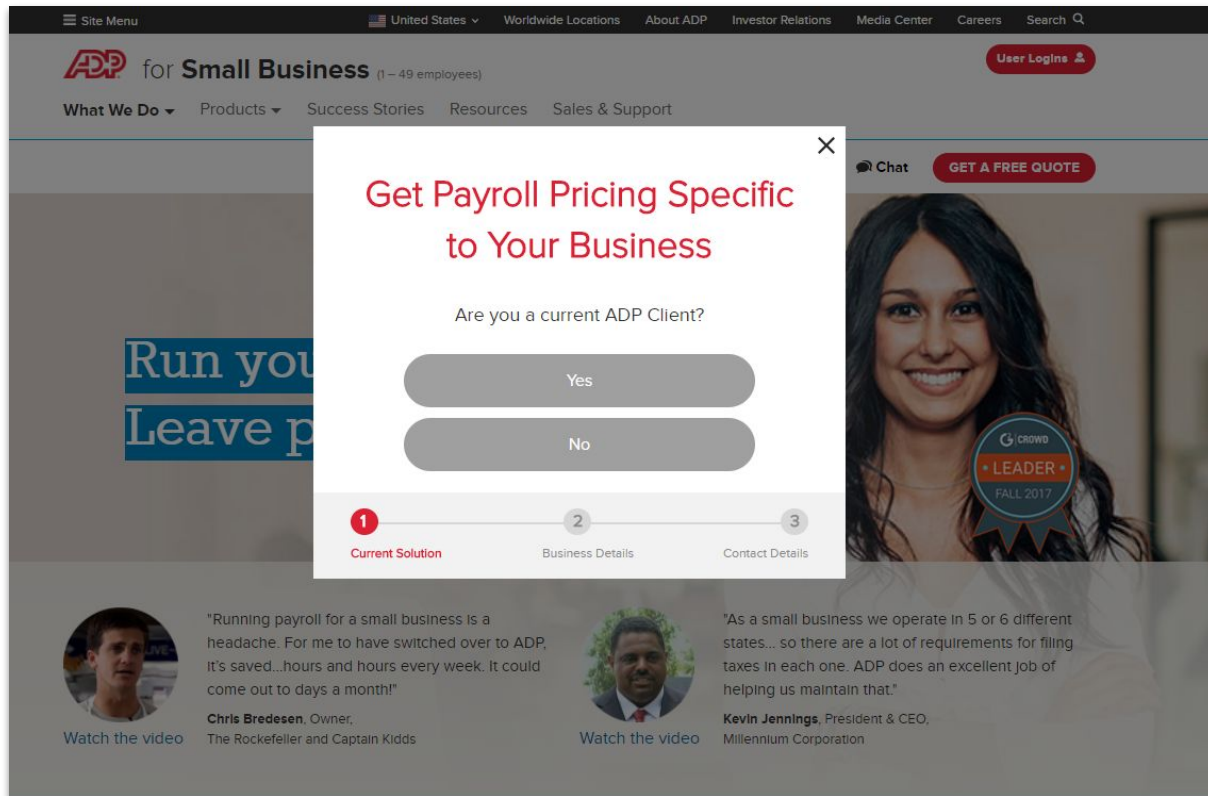 Site Menu
United States
Worldwide Locations
About ADP
Investor Relations
Media Center
Careers
Search
ADP for Small Business (1 – 49 employees)
User Logins
What We Do
Products
Success Stories
Resources
Sales & Support
Chat
GET A FREE QUOTE
Get Payroll Pricing Specific
to Your Business
Are you a current ADP Client?
Yes
No
1
2
3
Current Solution
Business Details
Contact Details
Run you
Leave p
G CROWD
LEADER
FALL 2017
"Running payroll for a small business is a
headache. For me to have switched over to ADP,
it's saved...hours and hours every week. It could
come out to days a month!"
Chris Bredesen, Owner,
The Rockefeller and Captain Kidds
Watch the video
"As a small business we operate in 5 or 6 different
states... so there are a lot of requirements for filing
taxes in each one. ADP does an excellent job of
helping us maintain that."
Kevin Jennings, President & CEO,
Millennium Corporation
Watch the video